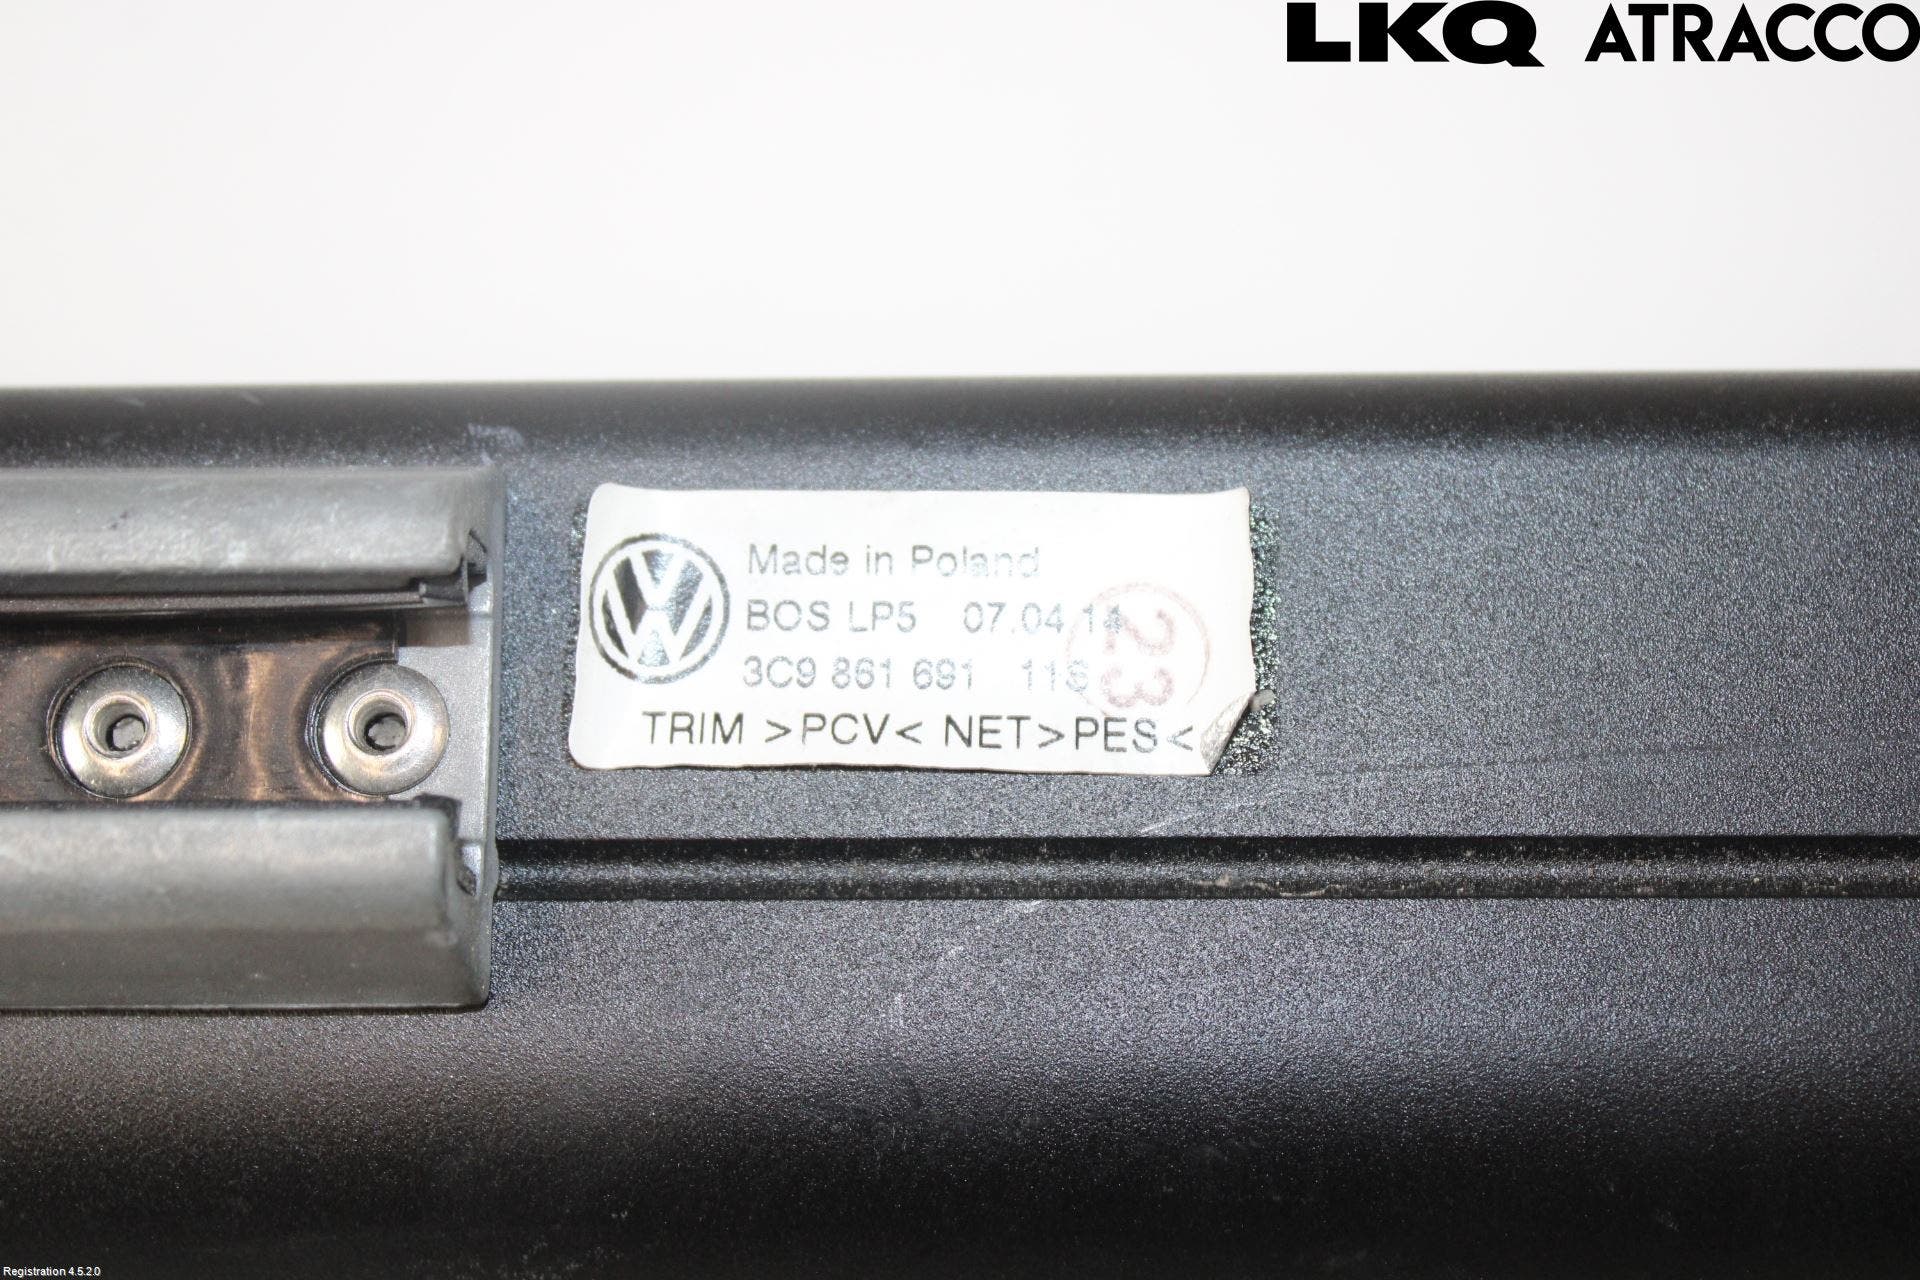 LKQ ATRACCO
Made in Poland
BOS LP5 07.04 14
3C9 861 691 11S
23
TRIM >PCV< NET>PES<
Registration 4.5.2.0